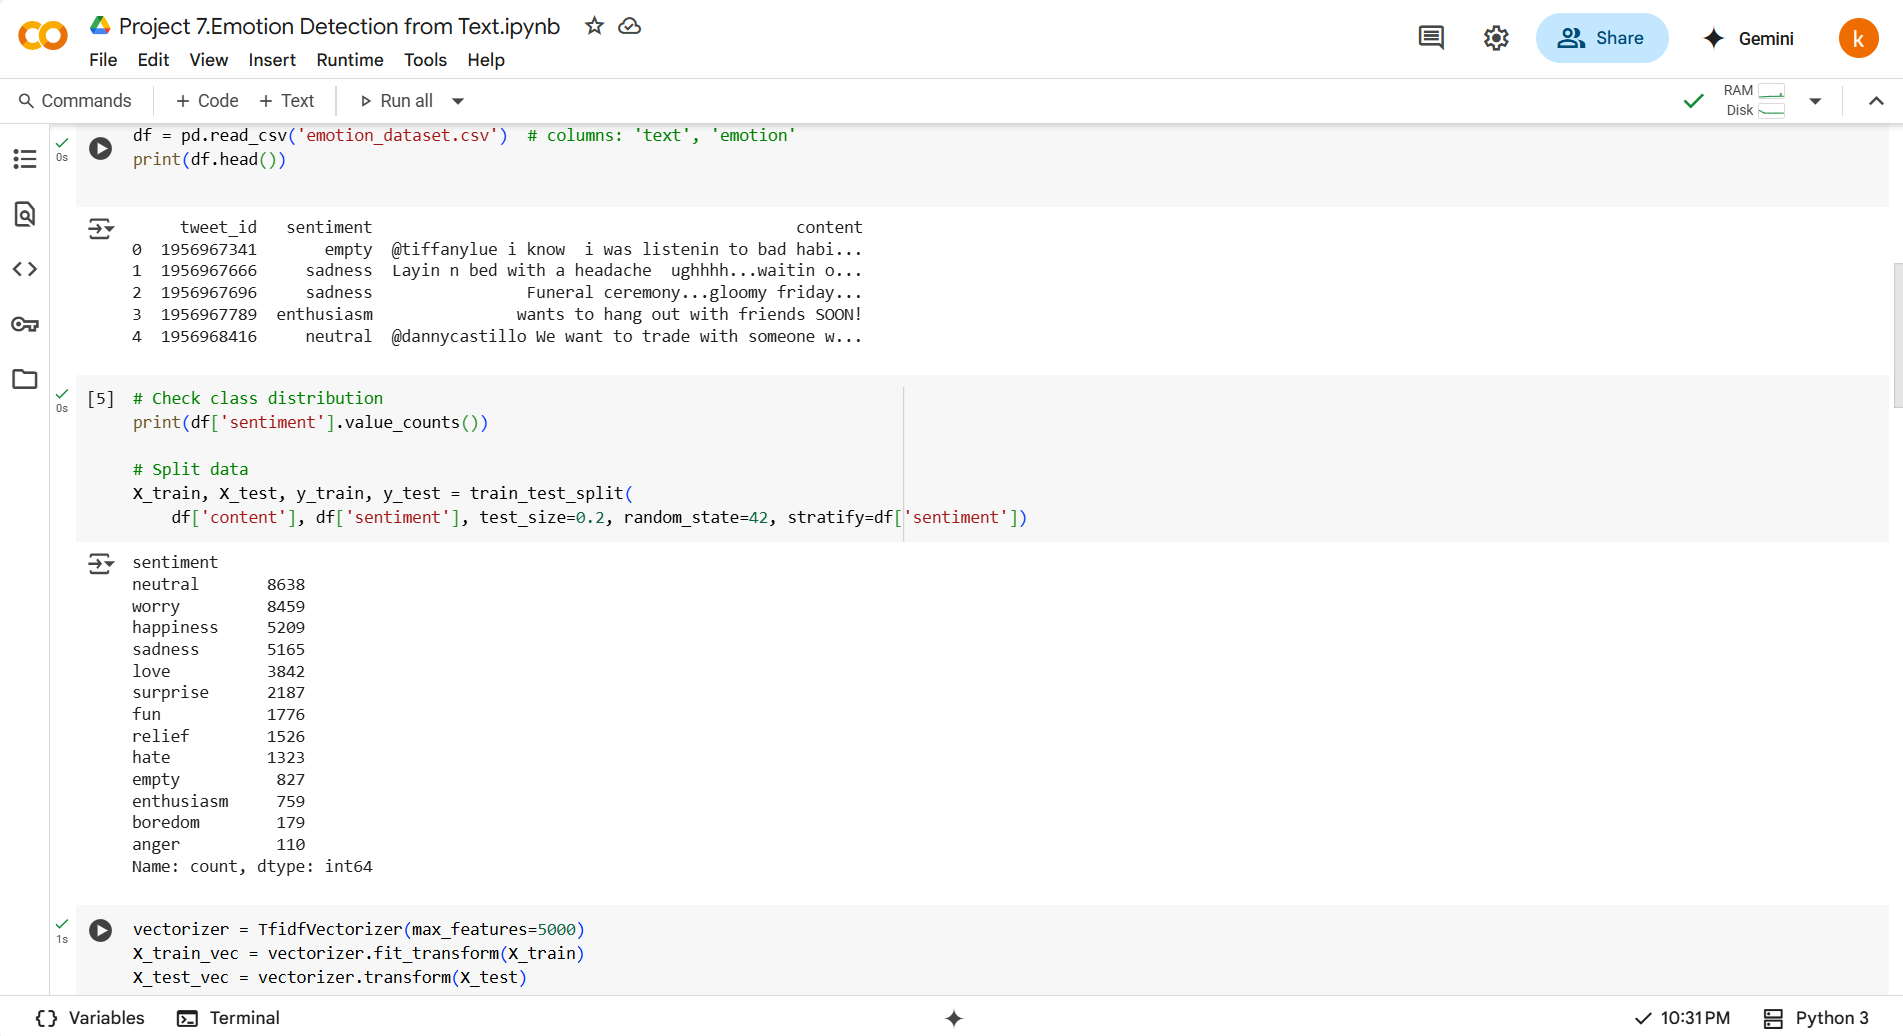 Project 7.Emotion Detection from Text.ipynb
File Edit View Insert Runtime Tools Help
Share
Gemini
k
Commands + Code + Text Run all
RAM
Disk
0s
df = pd.read_csv('emotion_dataset.csv')  # columns: 'text', 'emotion'
print(df.head())
     tweet_id   sentiment                                            content
0  1956967341       empty  @tiffanylue i know  i was listenin to bad habi...
1  1956967666     sadness  Layin n bed with a headache  ughhhh...waitin o...
2  1956967696     sadness                Funeral ceremony...gloomy friday...
3  1956967789  enthusiasm               wants to hang out with friends SOON!
4  1956968416     neutral  @dannycastillo We want to trade with someone w...
0s
[5] # Check class distribution
print(df['sentiment'].value_counts())
# Split data
X_train, X_test, y_train, y_test = train_test_split(
    df['content'], df['sentiment'], test_size=0.2, random_state=42, stratify=df['sentiment'])
sentiment
neutral       8638
worry         8459
happiness     5209
sadness       5165
love          3842
surprise      2187
fun           1776
relief        1526
hate          1323
empty          827
enthusiasm     759
boredom        179
anger          110
Name: count, dtype: int64
1s
vectorizer = TfidfVectorizer(max_features=5000)
X_train_vec = vectorizer.fit_transform(X_train)
X_test_vec = vectorizer.transform(X_test)
Variables Terminal
10:31 PM Python 3